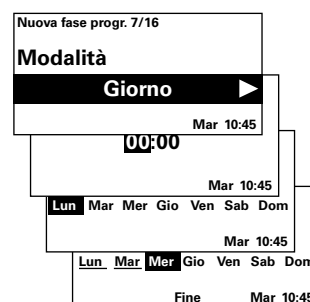 Nuova fase progr. 7/16
Modalità
Giorno
Mar 10:45
00:00
Mar 10:45
Lun Mar Mer Gio Ven Sab Dom
Mar 10:45
Lun Mar Mer Gio Ven Sab Dom
Fine Mar 10:45